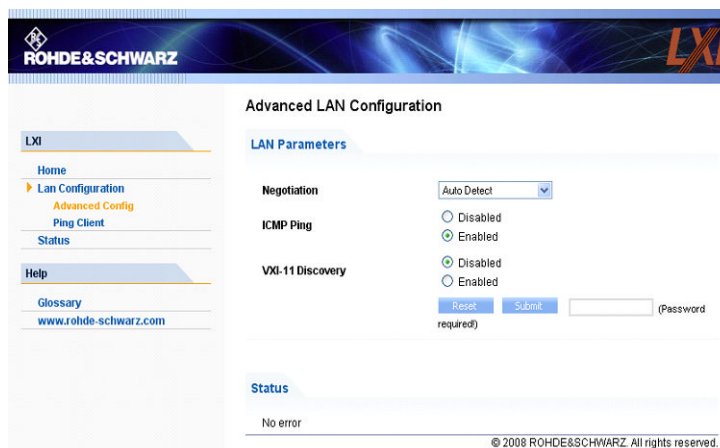 ROHDE&SCHWARZ
LXI
Advanced LAN Configuration
LXI
Home
Lan Configuration
Advanced Config
Ping Client
Status
Help
Glossary
www.rohde-schwarz.com
LAN Parameters
Negotiation
Auto Detect
ICMP Ping
Disabled
Enabled
VXI-11 Discovery
Disabled
Enabled
Reset
Submit
(Password
required!)
Status
No error
© 2008 ROHDE&SCHWARZ. All rights reserved.